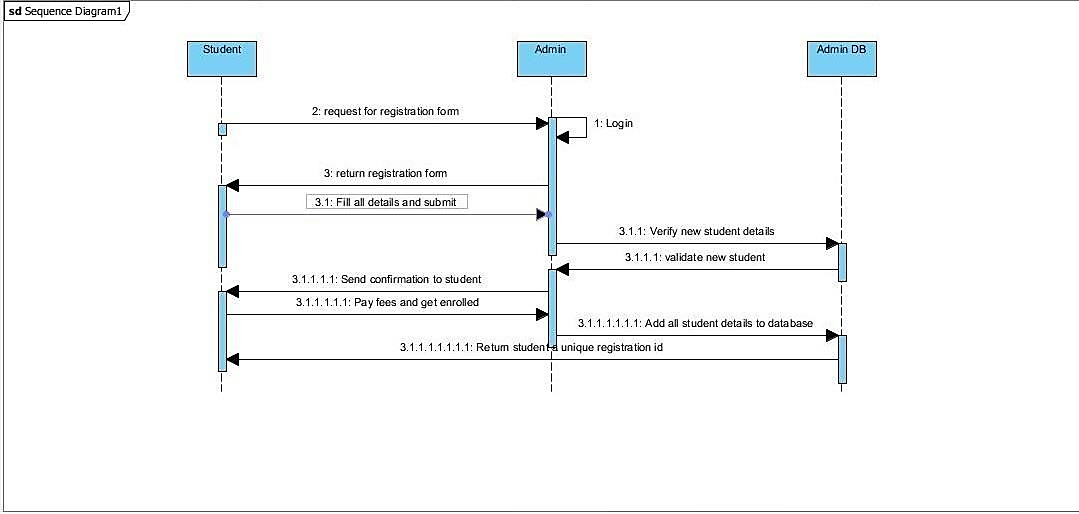 sd Sequence Diagram1
Student
Admin
Admin DB
2: request for registration form
1: Login
3: return registration form
3.1: Fill all details and submit
3.1.1: Verify new student details
3.1.1.1: validate new student
3.1.1.1.1: Send confirmation to student
3.1.1.1.1.1: Pay fees and get enrolled
3.1.1.1.1.1.1: Add all student details to database
3.1.1.1.1.1.1.1: Return student a unique registration id